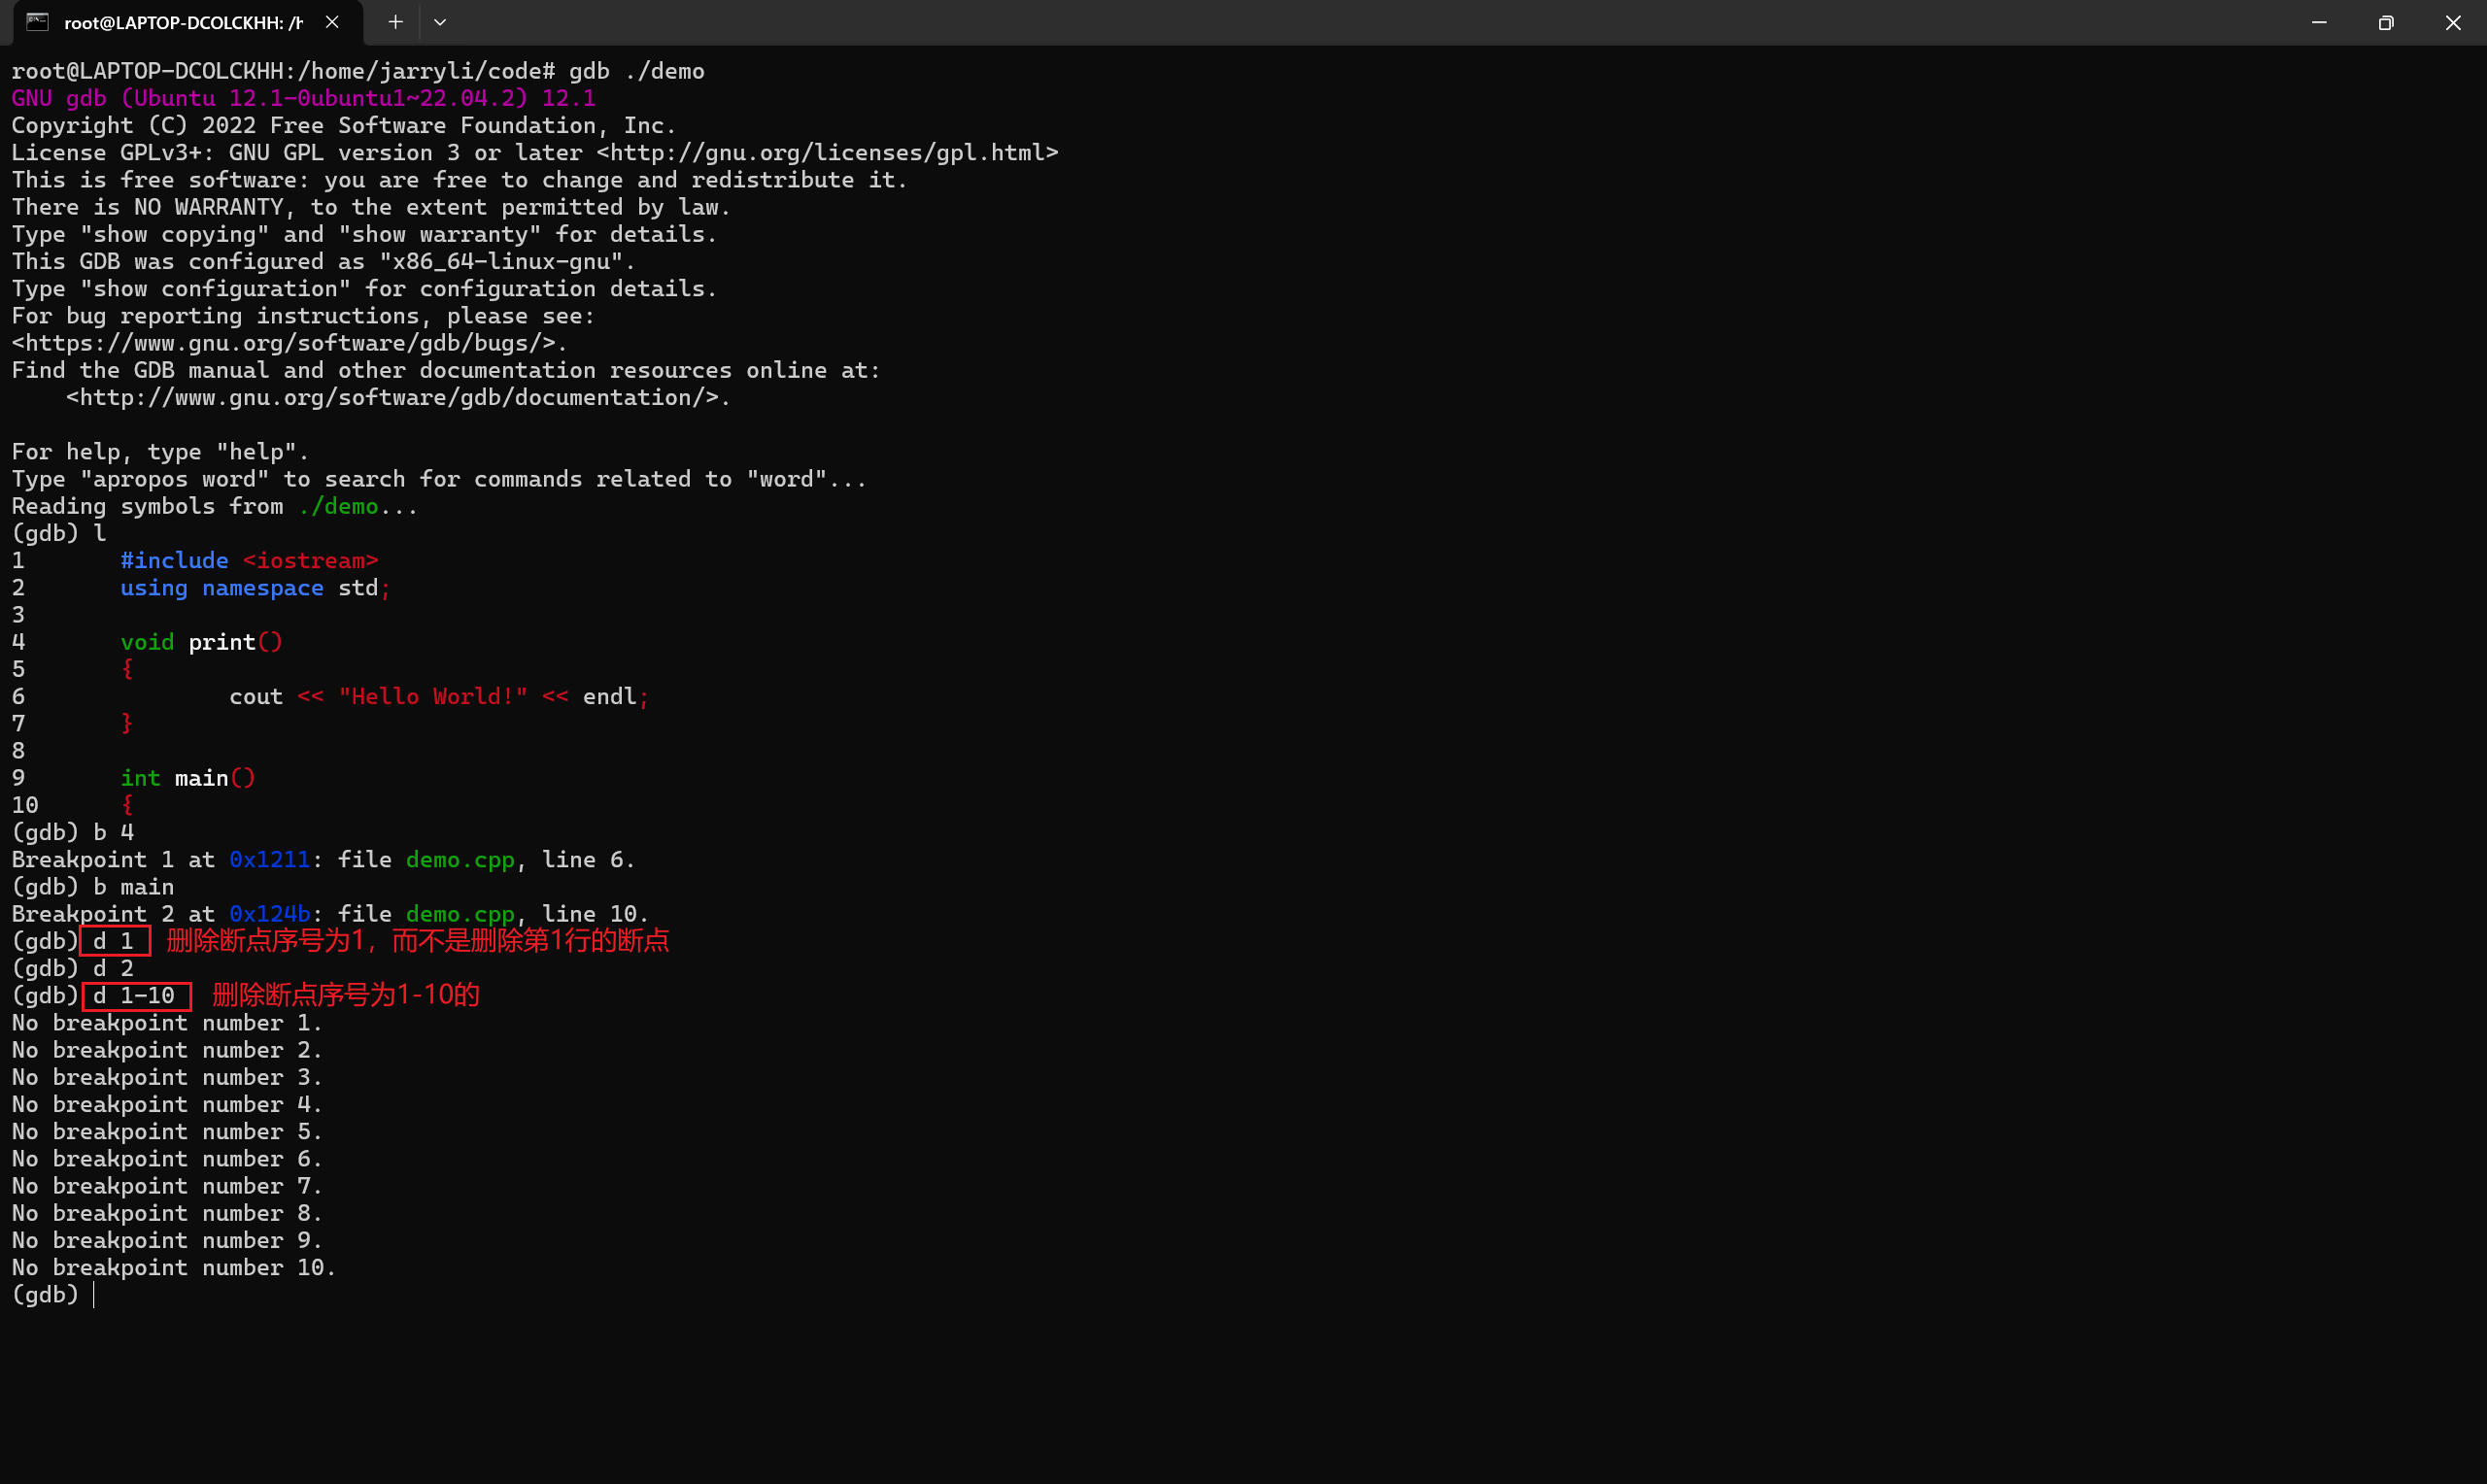 root@LAPTOP-DCOLCKHH: /h
root@LAPTOP-DCOLCKHH:/home/jarryli/code# gdb ./demo
GNU gdb (Ubuntu 12.1-0ubuntu1~22.04.2) 12.1
Copyright (C) 2022 Free Software Foundation, Inc.
License GPLv3+: GNU GPL version 3 or later <http://gnu.org/licenses/gpl.html>
This is free software: you are free to change and redistribute it.
There is NO WARRANTY, to the extent permitted by law.
Type "show copying" and "show warranty" for details.
This GDB was configured as "x86_64-linux-gnu".
Type "show configuration" for configuration details.
For bug reporting instructions, please see:
<https://www.gnu.org/software/gdb/bugs/>.
Find the GDB manual and other documentation resources online at:
    <http://www.gnu.org/software/gdb/documentation/>.
For help, type "help".
Type "apropos word" to search for commands related to "word"...
Reading symbols from ./demo...
(gdb) l
1       #include <iostream>
2       using namespace std;
3
4       void print()
5       {
6               cout << "Hello World!" << endl;
7       }
8
9       int main()
10      {
(gdb) b 4
Breakpoint 1 at 0x1211: file demo.cpp, line 6.
(gdb) b main
Breakpoint 2 at 0x124b: file demo.cpp, line 10.
(gdb) d 1 删除断点序号为1，而不是删除第1行的断点
(gdb) d 2
(gdb) d 1-10 删除断点序号为1-10的
No breakpoint number 1.
No breakpoint number 2.
No breakpoint number 3.
No breakpoint number 4.
No breakpoint number 5.
No breakpoint number 6.
No breakpoint number 7.
No breakpoint number 8.
No breakpoint number 9.
No breakpoint number 10.
(gdb)